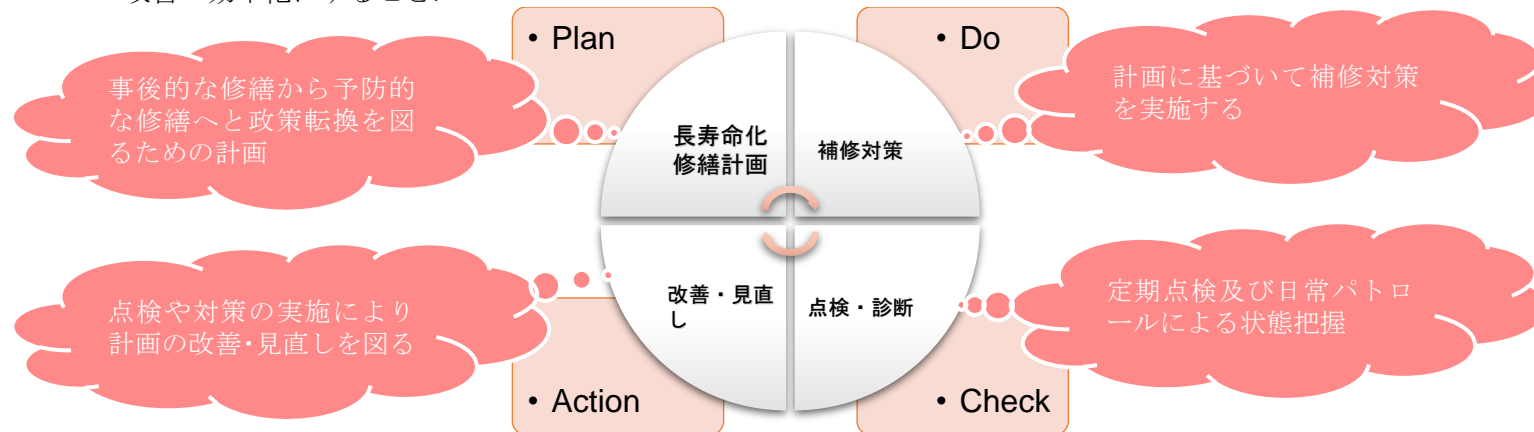 • Plan
事後的な修繕から予防的
な修繕へと政策転換を図
るための計画
長寿命化
修繕計画
• Do
計画に基づいて補修対策
を実施する
補修対策
点検や対策の実施により
計画の改善・見直しを図る
改善・見直
し
• Action
定期点検及び日常パトロ
ールによる状態把握
点検・診断
• Check